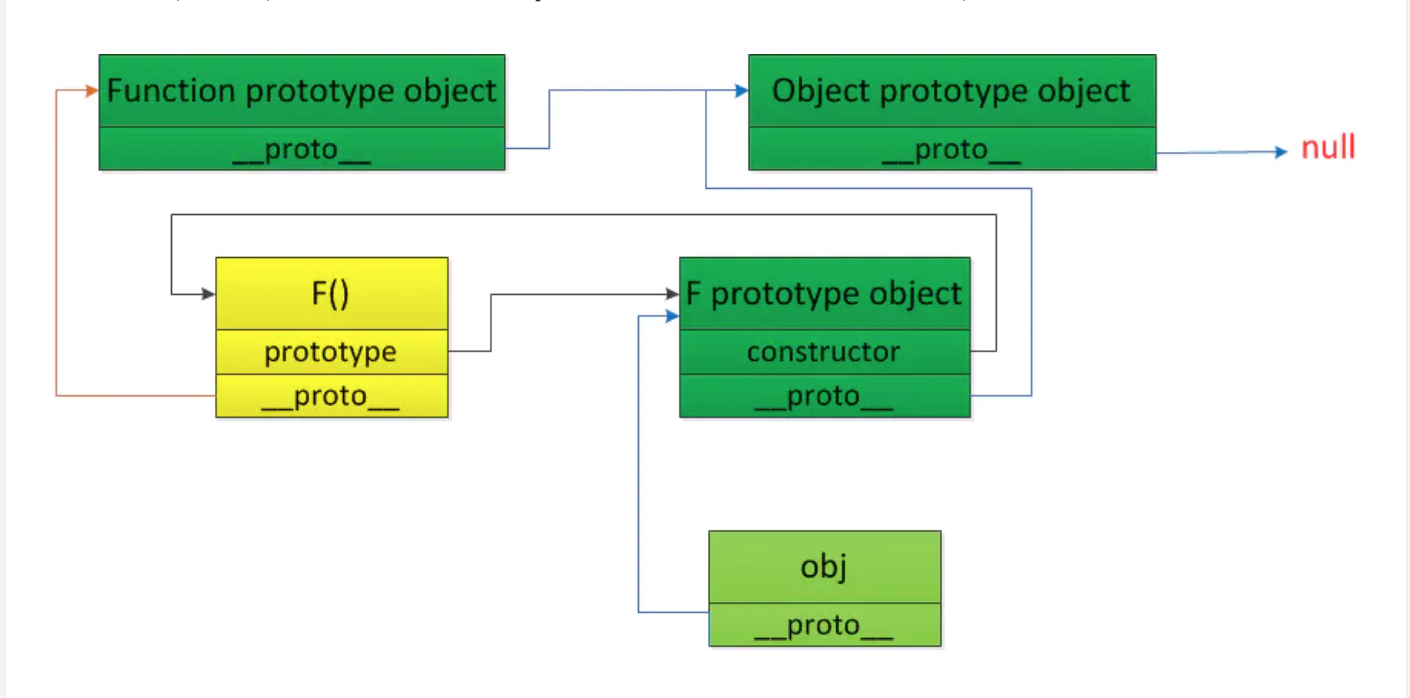 Function prototype object
__proto__
Object prototype object
__proto__
null
F()
prototype
__proto__
F prototype object
constructor
__proto__
obj
__proto__